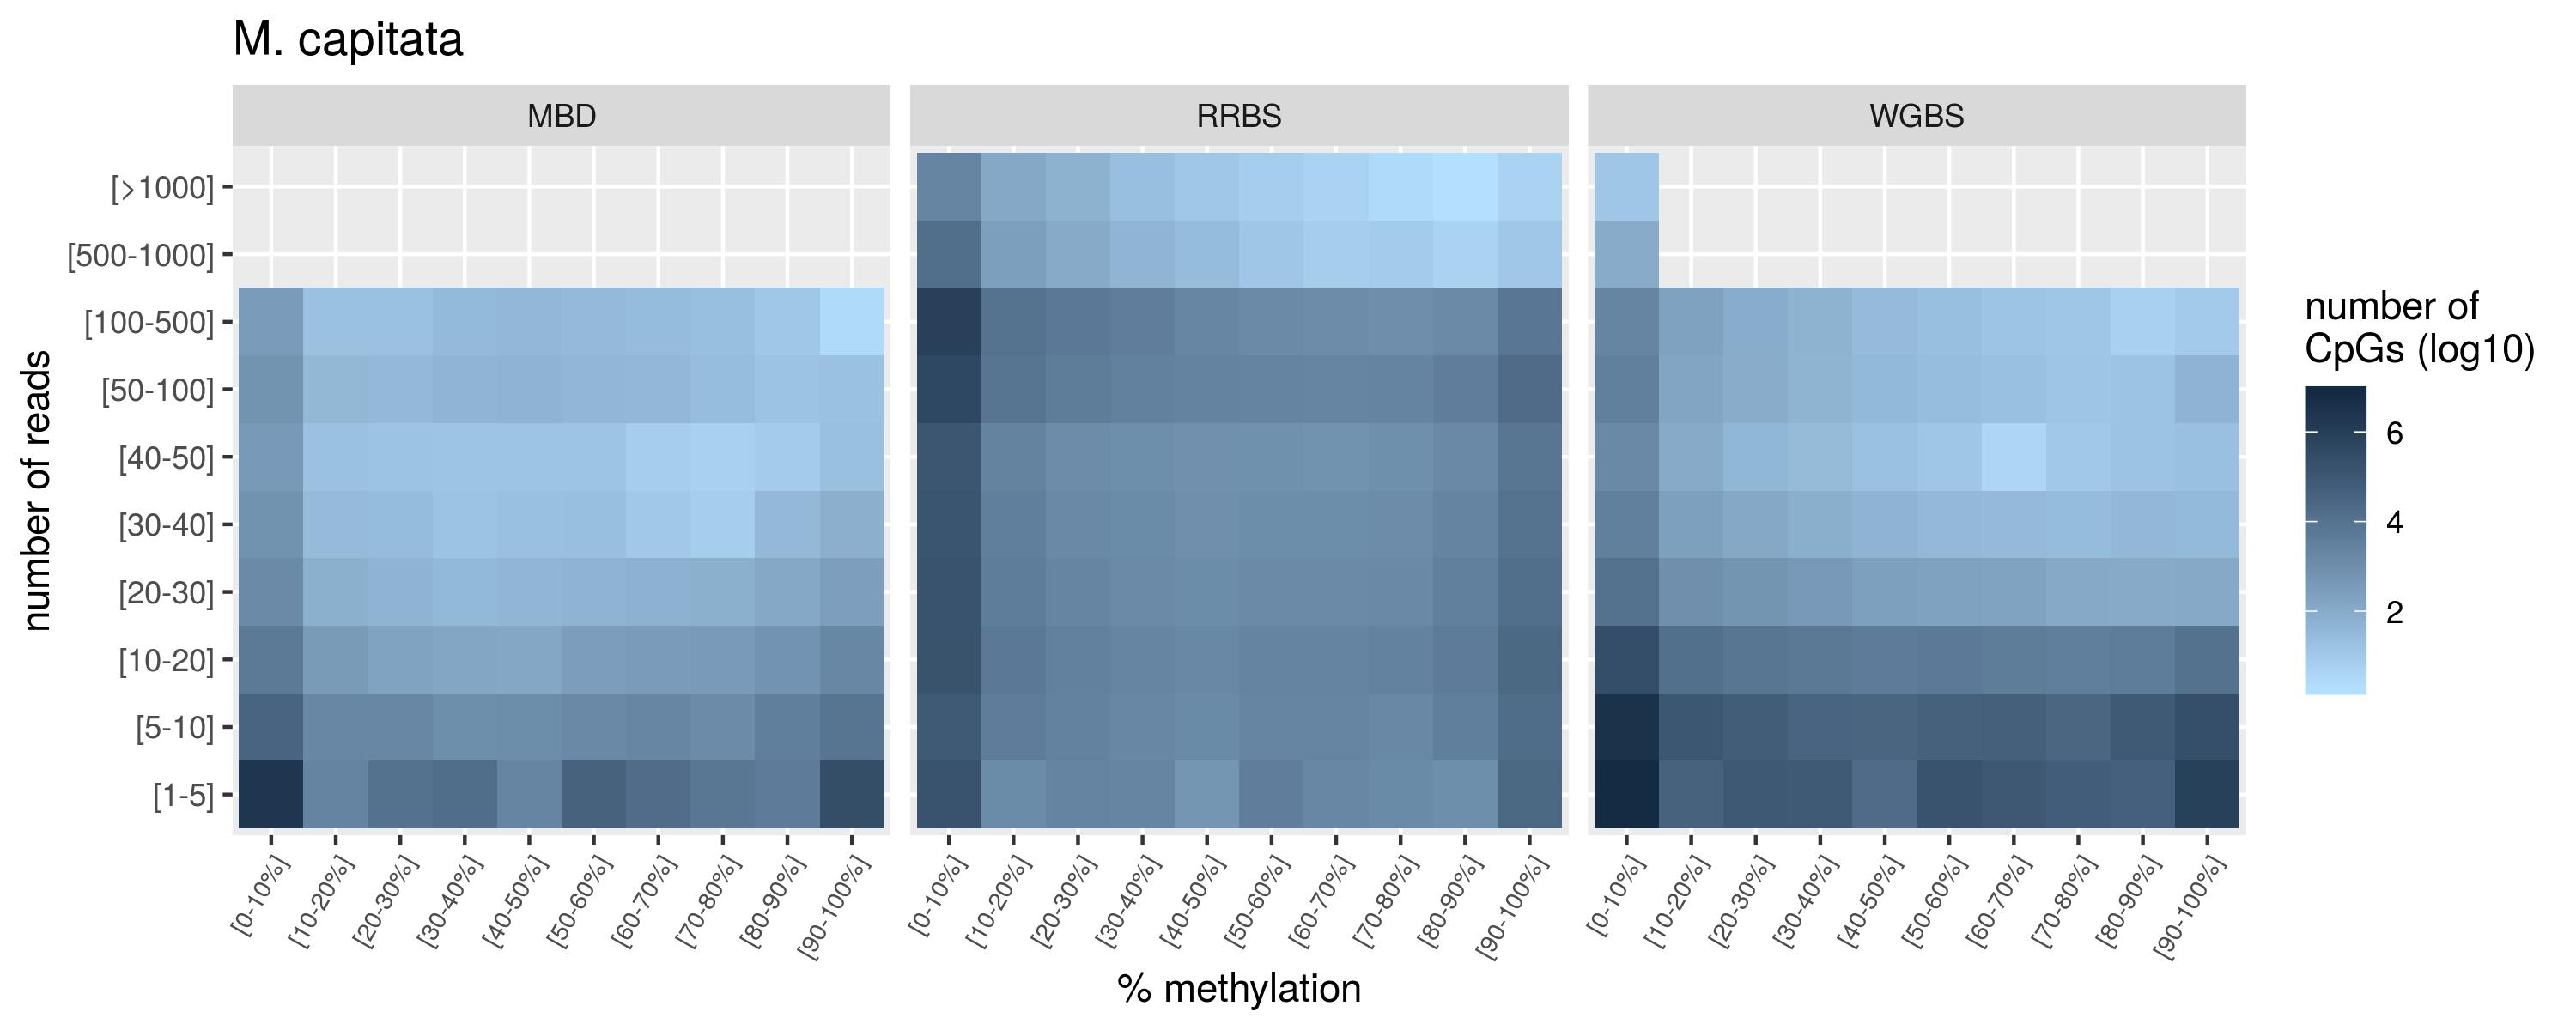 M. capitata
MBD
RRBS
WGBS
number of reads
[>1000]
[500-1000]
[100-500]
[50-100]
[40-50]
[30-40]
[20-30]
[10-20]
[5-10]
[1-5]
[0-10%] [10-20%] [20-30%] [30-40%] [40-50%] [50-60%] [60-70%] [70-80%] [80-90%] [90-100%]
[0-10%] [10-20%] [20-30%] [30-40%] [40-50%] [50-60%] [60-70%] [70-80%] [80-90%] [90-100%]
[0-10%] [10-20%] [20-30%] [30-40%] [40-50%] [50-60%] [60-70%] [70-80%] [80-90%] [90-100%]
% methylation
number of
CpGs (log10)
6
4
2